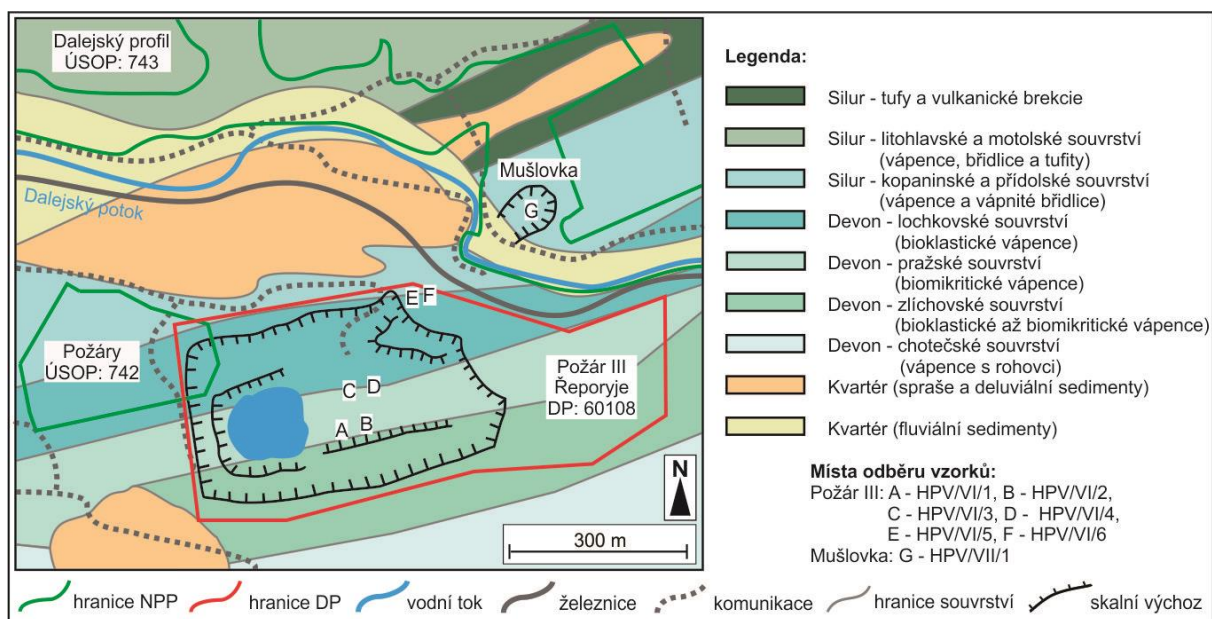 Dalejský profil
ÚSOP: 743
Mušlovka
G
Dalejský potok
E F
Požáry
ÚSOP: 742
C D
Požár III
Řeporyje
DP: 60108
A B
N
300 m
Legenda:
Silur - tufy a vulkanické brekcie
Silur - litohlavské a motolské souvrství
(vápence, břidlice a tufity)
Silur - kopaninské a přídolské souvrství
(vápence a vápnité břidlice)
Devon - lochkovské souvrství
(bioklastické vápence)
Devon - pražské souvrství
(biomikritické vápence)
Devon - zlíchovské souvrství
(bioklastické až biomikritické vápence)
Devon - chotečské souvrství
(vápence s rohovci)
Kvartér (spraše a deluviální sedimenty)
Kvartér (fluviální sedimenty)
Místa odběru vzorků:
Požár III: A - HPV/VI/1, B - HPV/VI/2,
C - HPV/VI/3, D - HPV/VI/4,
E - HPV/VI/5, F - HPV/VI/6
Mušlovka: G - HPV/VII/1
hranice NPP hranice DP vodní tok železnice komunikace hranice souvrství skalní výchoz